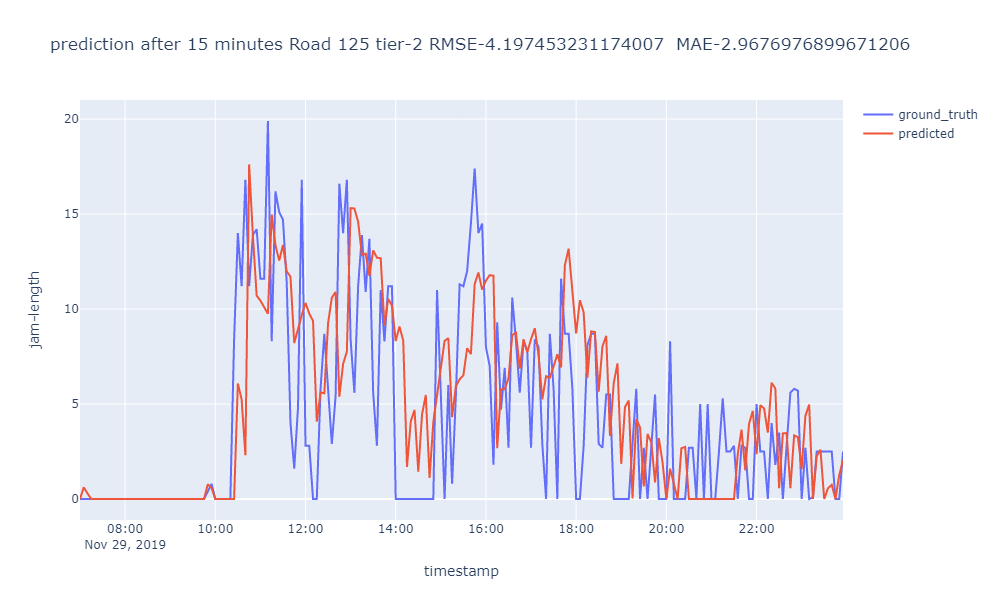 prediction after 15 minutes Road 125 tier-2 RMSE-4.197453231174007  MAE-2.9676976899671206
ground_truth
predicted
20
15
10
5
0
jam-length
08:00 10:00 12:00 14:00 16:00 18:00 20:00 22:00
Nov 29, 2019
timestamp